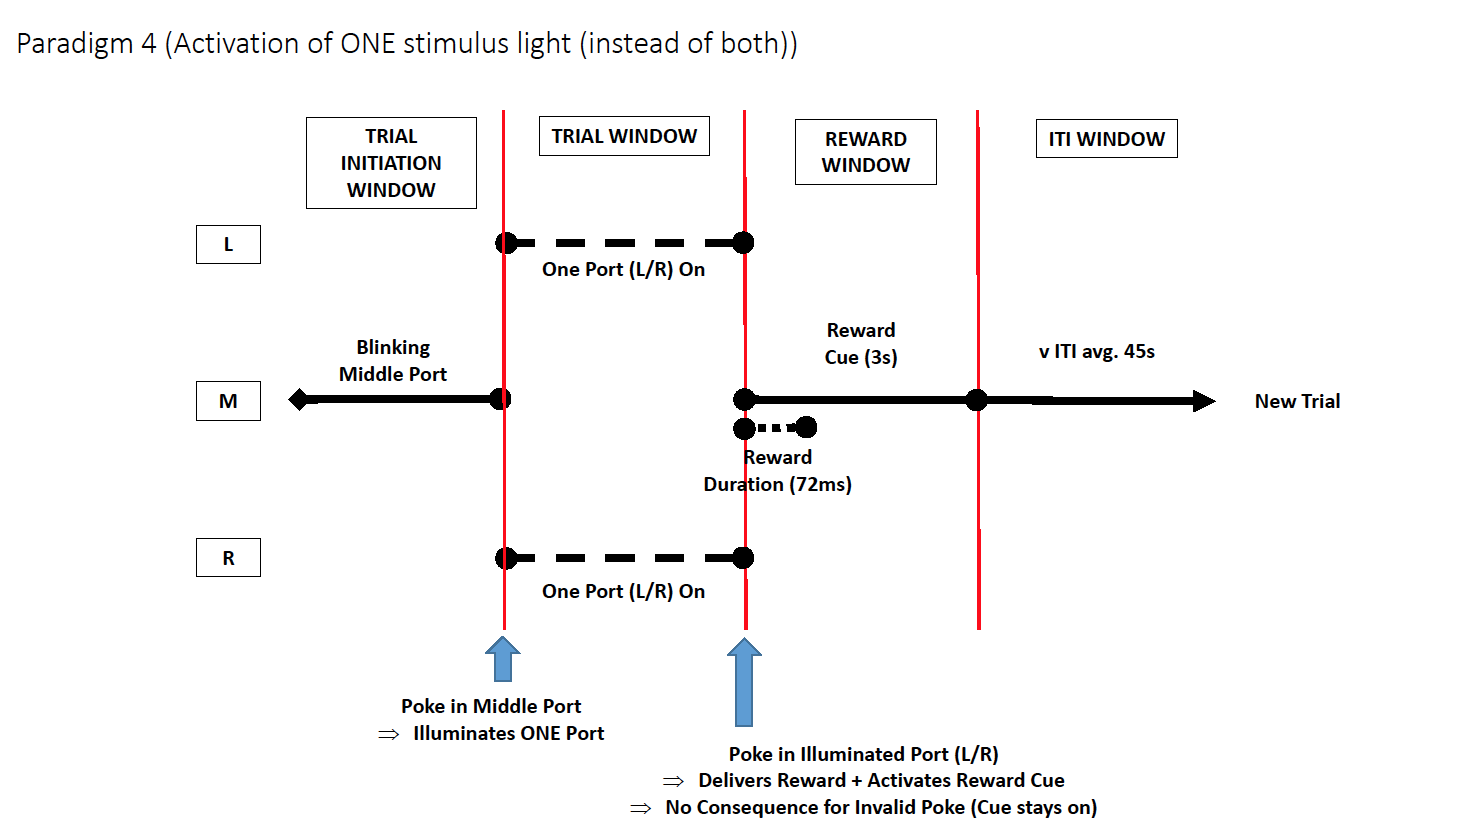 Paradigm 4 (Activation of ONE stimulus light (instead of both))
TRIAL
INITIATION
WINDOW
TRIAL WINDOW
REWARD
WINDOW
ITI WINDOW
L
One Port (L/R) On
Blinking
Middle Port
Reward
Cue (3s)
v ITI avg. 45s
M
New Trial
Reward
Duration (72ms)
R
One Port (L/R) On
Poke in Middle Port
⇒ Illuminates ONE Port
Poke in Illuminated Port (L/R)
⇒ Delivers Reward + Activates Reward Cue
⇒ No Consequence for Invalid Poke (Cue stays on)